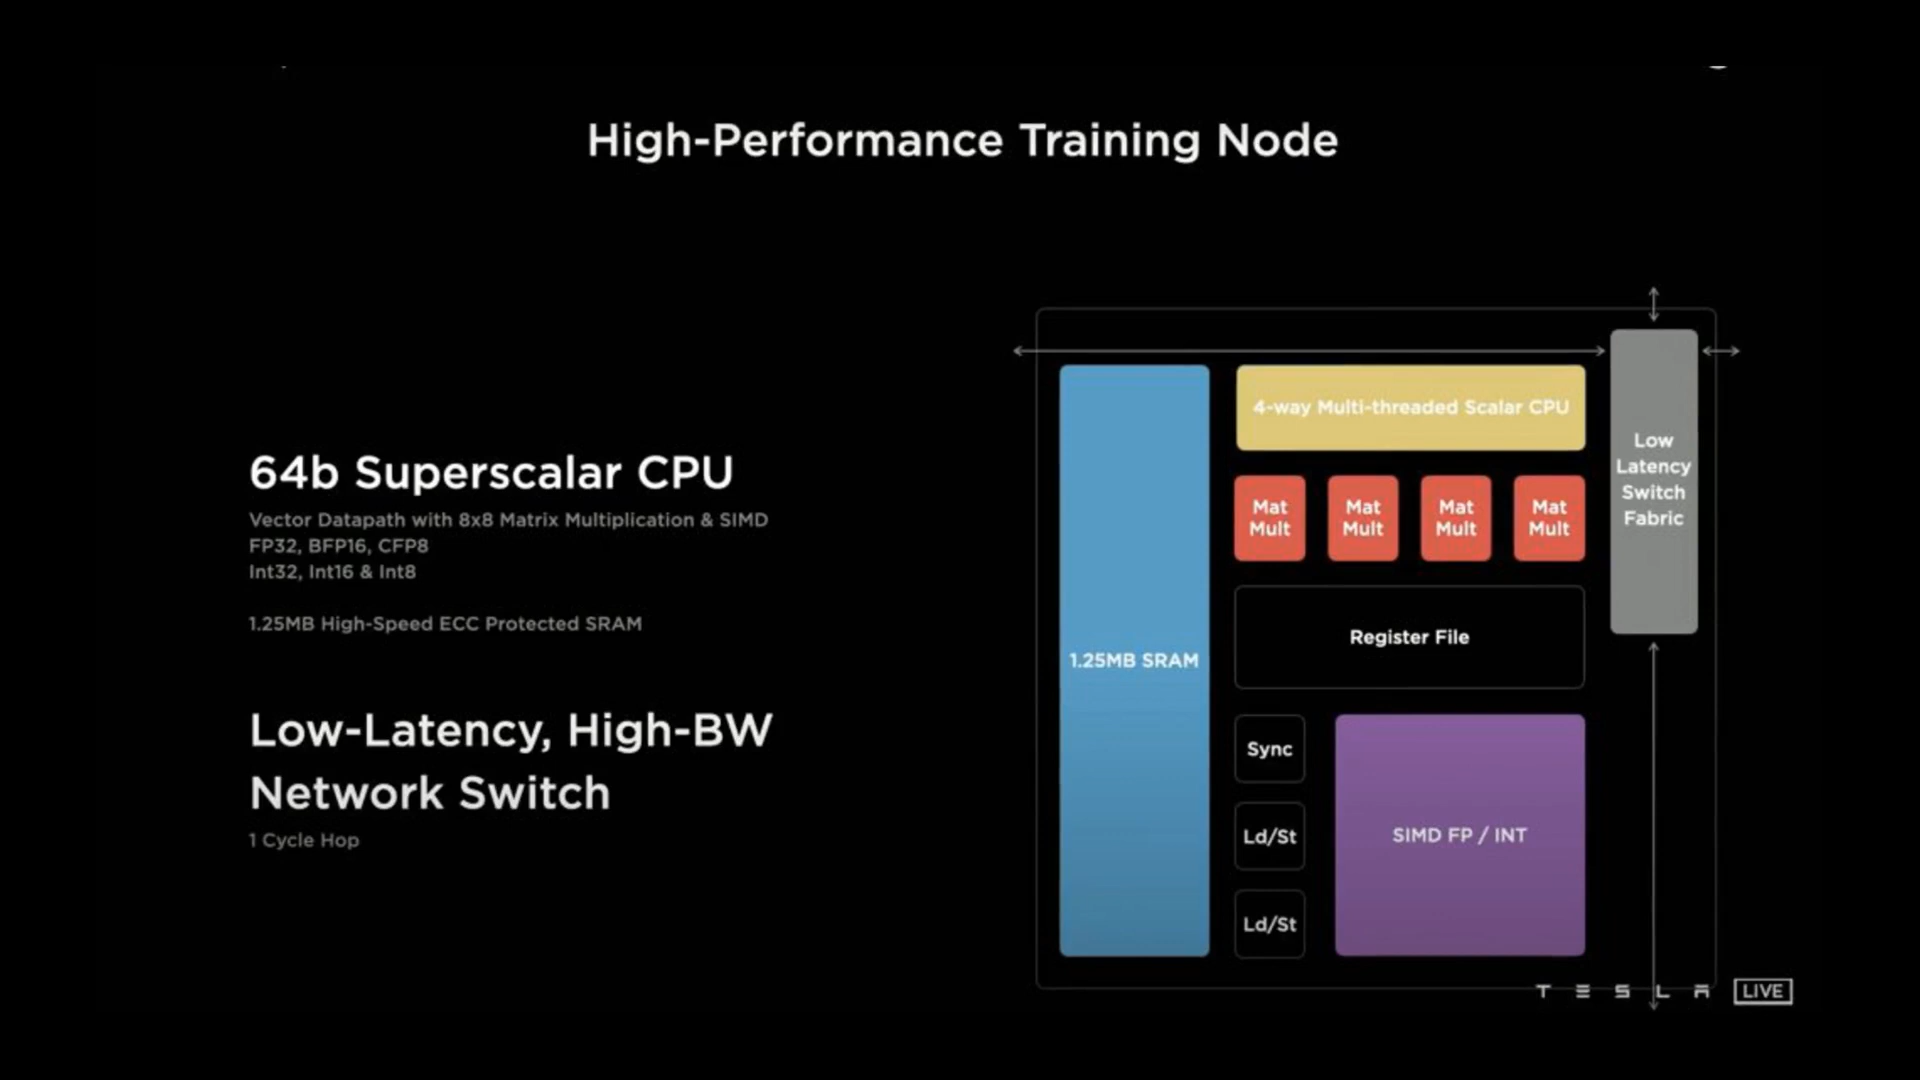 High-Performance Training Node
64b Superscalar CPU
Vector Datapath with 8x8 Matrix Multiplication & SIMD
FP32, BFP16, CFP8
Int32, Int16 & Int8
1.25MB High-Speed ECC Protected SRAM
Low-Latency, High-BW
Network Switch
1 Cycle Hop
1.25MB SRAM
4-way Multi-threaded Scalar CPU
Mat
Mult
Mat
Mult
Mat
Mult
Mat
Mult
Register File
Sync
Ld/St
Ld/St
SIMD FP / INT
Low
Latency
Switch
Fabric
TESLA LIVE